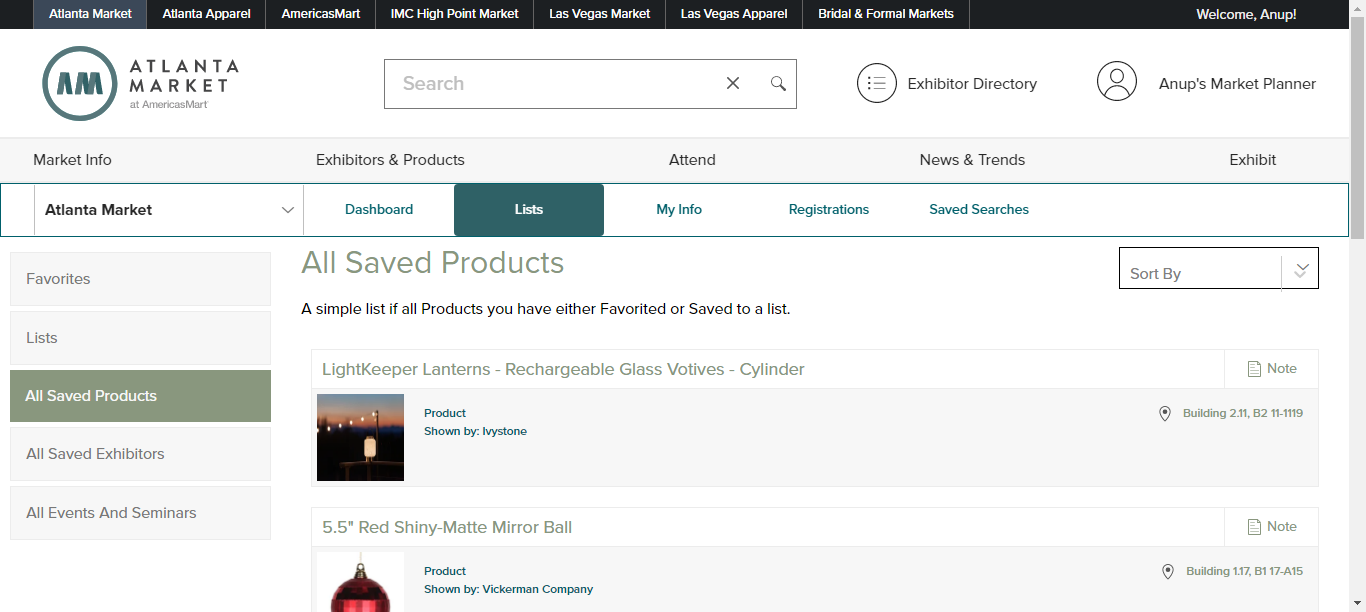 Atlanta Market Atlanta Apparel AmericasMart IMC High Point Market Las Vegas Market Las Vegas Apparel Bridal & Formal Markets Welcome, Anup!
AM ATLANTA
MARKET
at AmericasMart
Search
Exhibitor Directory
Anup's Market Planner
Market Info Exhibitors & Products Attend News & Trends Exhibit
Atlanta Market Dashboard Lists My Info Registrations Saved Searches
Favorites
Lists
All Saved Products
All Saved Exhibitors
All Events And Seminars
All Saved Products
Sort By
A simple list if all Products you have either Favorited or Saved to a list.
LightKeeper Lanterns - Rechargeable Glass Votives - Cylinder Note
Product
Shown by: Ivystone
Building 2.11, B2 11-1119
5.5" Red Shiny-Matte Mirror Ball Note
Product
Shown by: Vickerman Company
Building 1.17, B1 17-A15